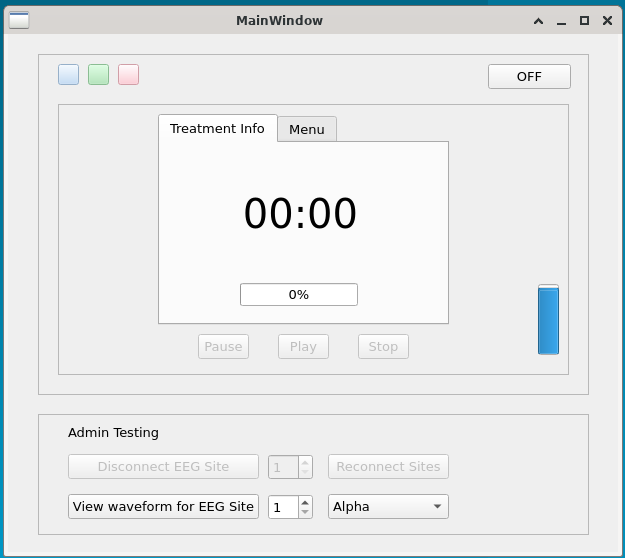 MainWindow
OFF
Treatment Info
Menu
00:00
0%
Pause
Play
Stop
Admin Testing
Disconnect EEG Site
1
Reconnect Sites
View waveform for EEG Site
1
Alpha